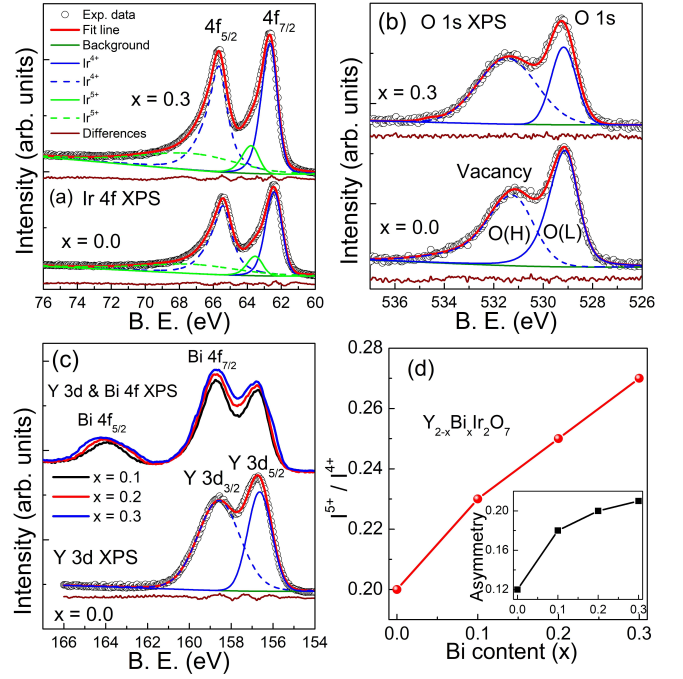 Exp. data
Fit line
Background
Ir⁴⁺
Ir⁴⁺
Ir⁵⁺
Ir⁵⁺
Differences
4f₅/₂
4f₇/₂
x = 0.3
(a) Ir 4f XPS
x = 0.0
Intensity (arb. units)
76 74 72 70 68 66 64 62 60
B. E. (eV)
(b)
O 1s XPS
O 1s
x = 0.3
Vacancy
O(H)
O(L)
x = 0.0
Intensity (arb. units)
536 534 532 530 528 526
B. E. (eV)
(c)
Bi 4f₇/₂
Y 3d & Bi 4f XPS
Bi 4f₅/₂
x = 0.1
x = 0.2
x = 0.3
Y 3d₃/₂
Y 3d₅/₂
Y 3d XPS
x = 0.0
Intensity (arb. units)
166 164 162 160 158 156 154
B. E. (eV)
(d)
Y₂₋ₓBiₓIr₂O₇
I⁵⁺ / I⁴⁺
0.28
0.26
0.24
0.22
0.20
0.0 0.1 0.2 0.3
Bi content (x)
Asymmetry
0.20
0.16
0.12
0.0 0.1 0.2 0.3